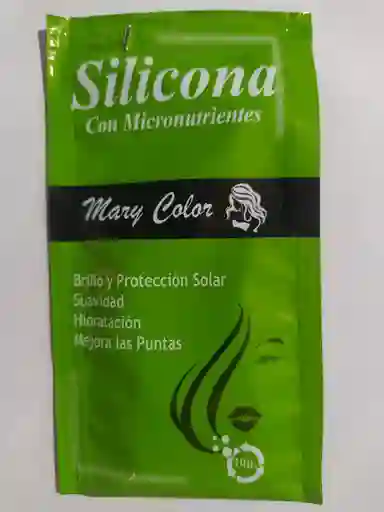 Silicona
Con Micronutrientes
Mary Color
Brillo y Protección Solar
Suavidad
Hidratación
Mejora las Puntas